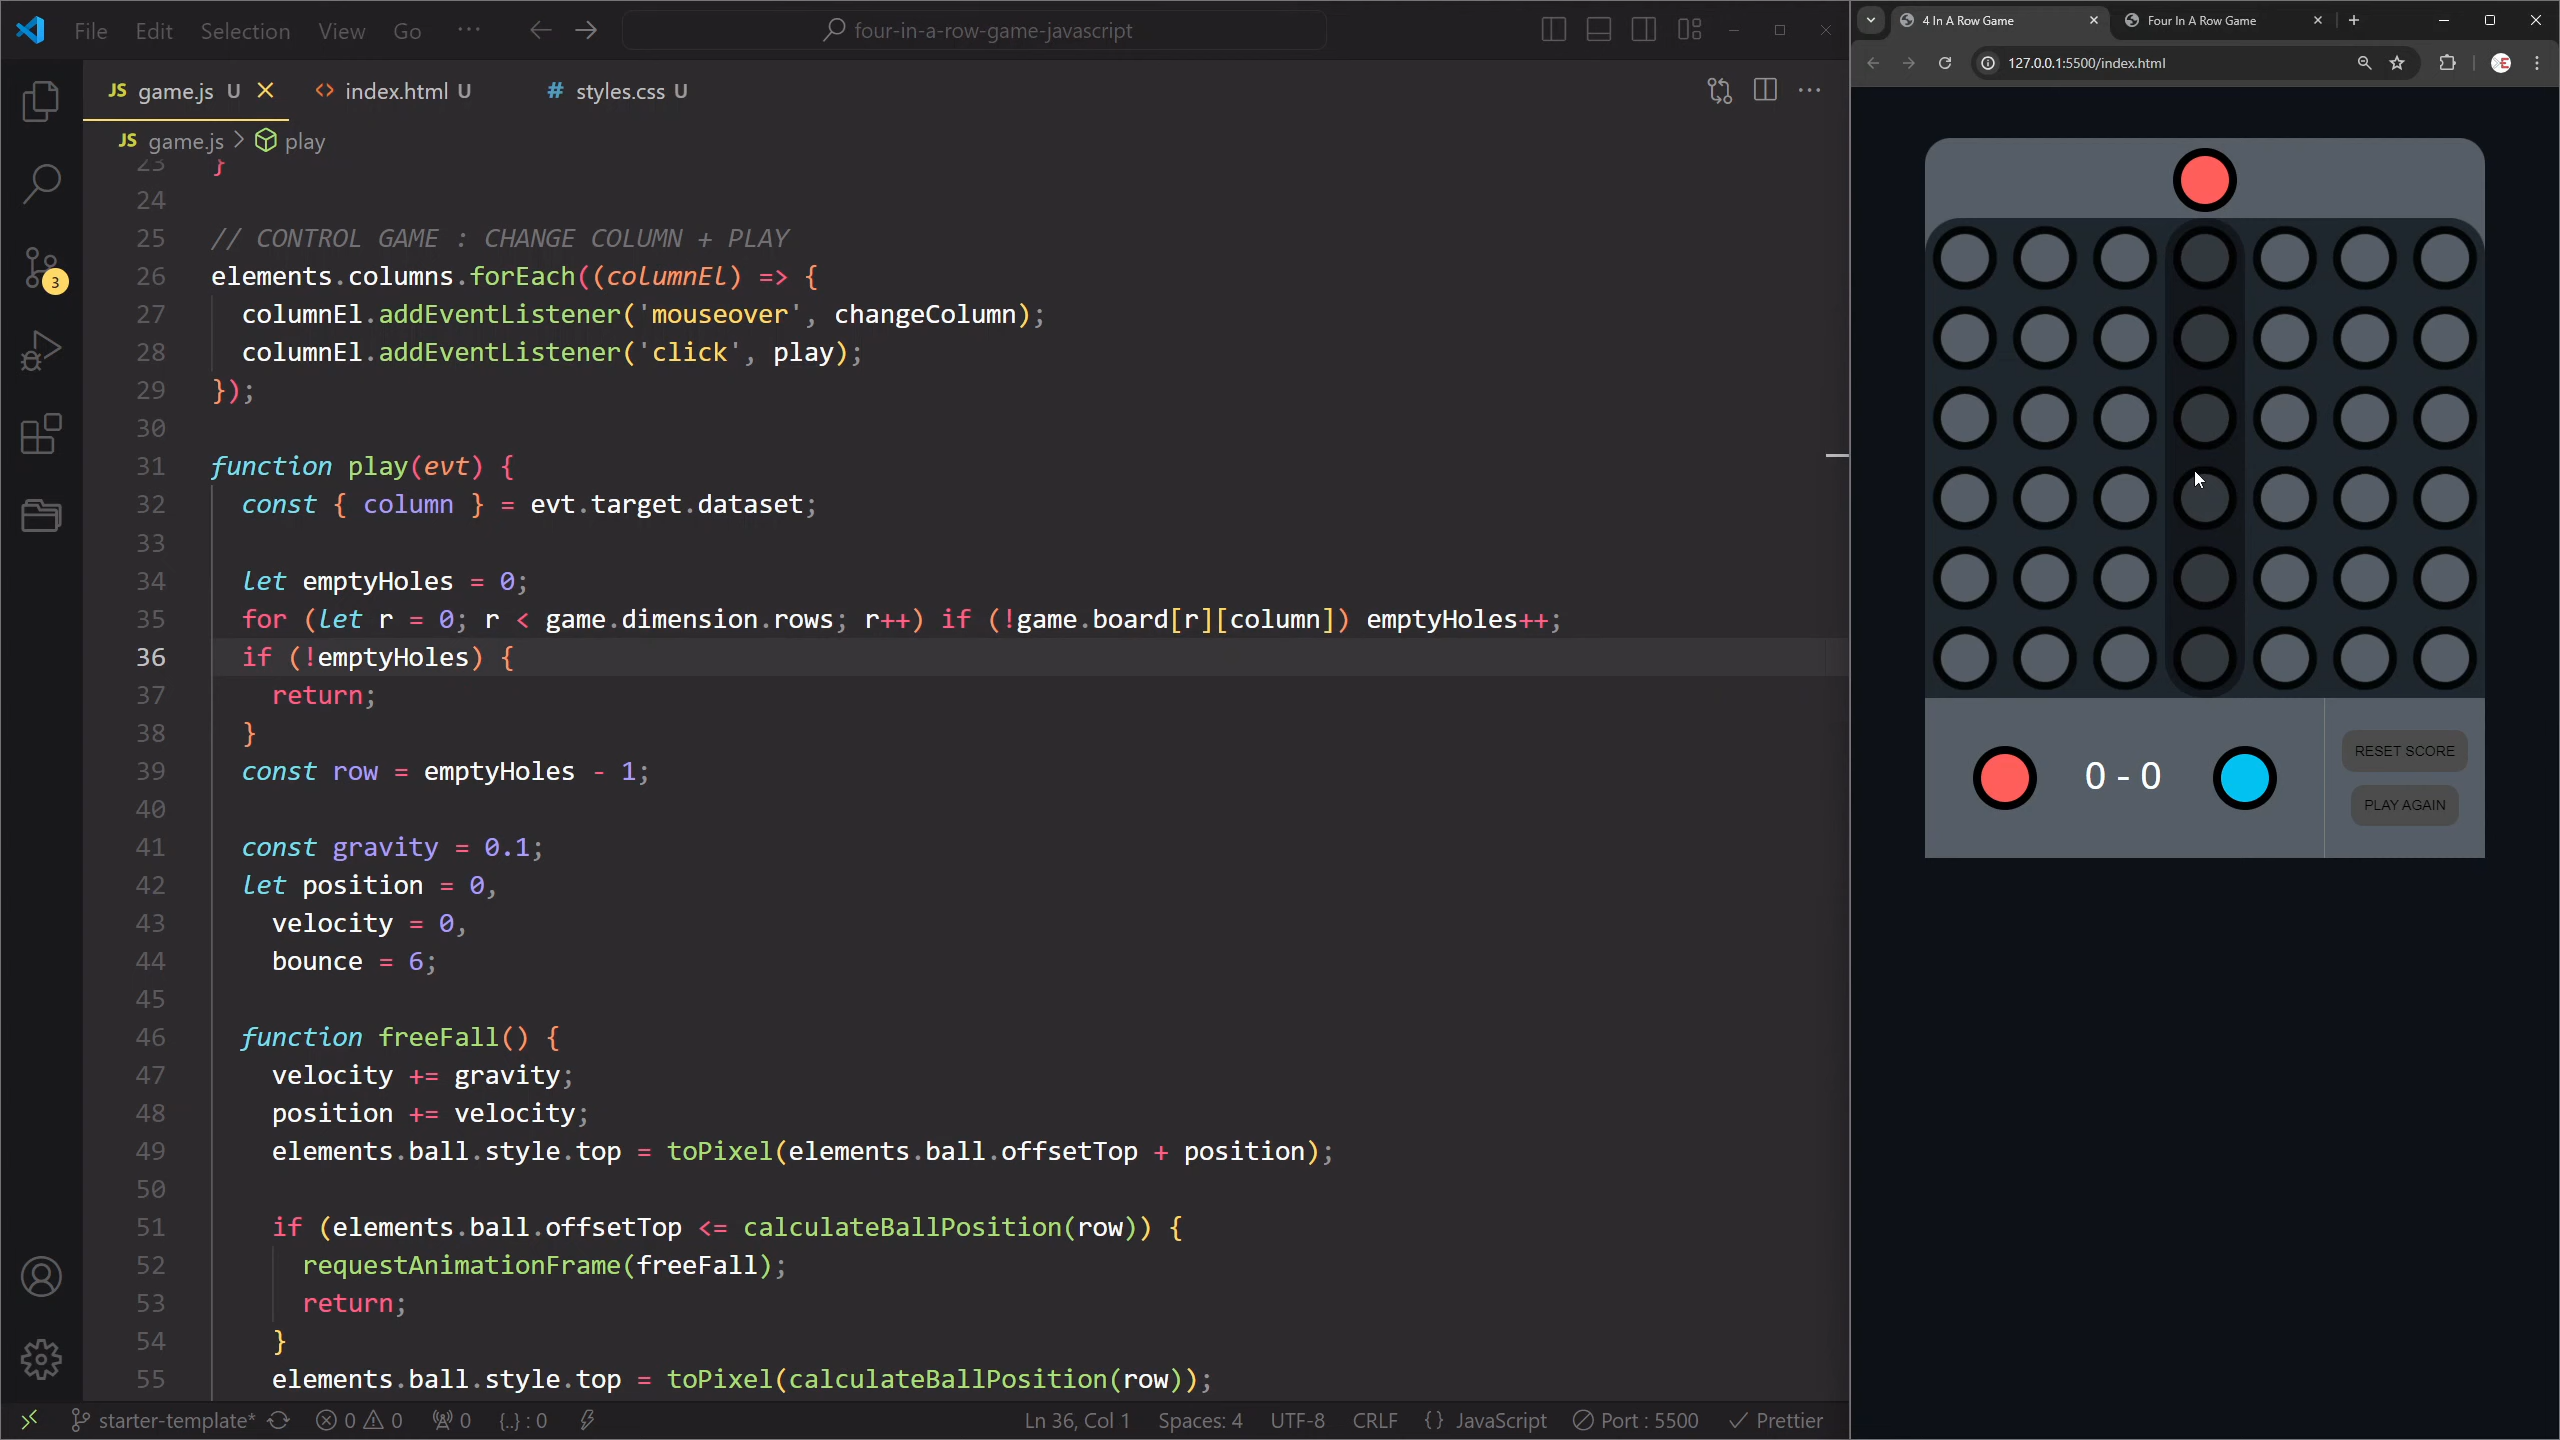 File Edit Selection View Go ··· four-in-a-row-game-javascript
JS game.js U <> index.html U # styles.css U
JS game.js > play
23 }
24
25 // CONTROL GAME : CHANGE COLUMN + PLAY
26 elements.columns.forEach((columnEl) => {
27 columnEl.addEventListener('mouseover', changeColumn);
28 columnEl.addEventListener('click', play);
29 });
30
31 function play(evt) {
32 const { column } = evt.target.dataset;
33
34 let emptyHoles = 0;
35 for (let r = 0; r < game.dimension.rows; r++) if (!game.board[r][column]) emptyHoles++;
36 if (!emptyHoles) {
37 return;
38 }
39 const row = emptyHoles - 1;
40
41 const gravity = 0.1;
42 let position = 0,
43 velocity = 0,
44 bounce = 6;
45
46 function freeFall() {
47 velocity += gravity;
48 position += velocity;
49 elements.ball.style.top = toPixel(elements.ball.offsetTop + position);
50
51 if (elements.ball.offsetTop <= calculateBallPosition(row)) {
52 requestAnimationFrame(freeFall);
53 return;
54 }
55 elements.ball.style.top = toPixel(calculateBallPosition(row));
3
starter-template* 0 0 0 {..} : 0 Ln 36, Col 1 Spaces: 4 UTF-8 CRLF {} JavaScript Port : 5500 Prettier
4 In A Row Game Four In A Row Game
127.0.0.1:5500/index.html
0 - 0
RESET SCORE
PLAY AGAIN